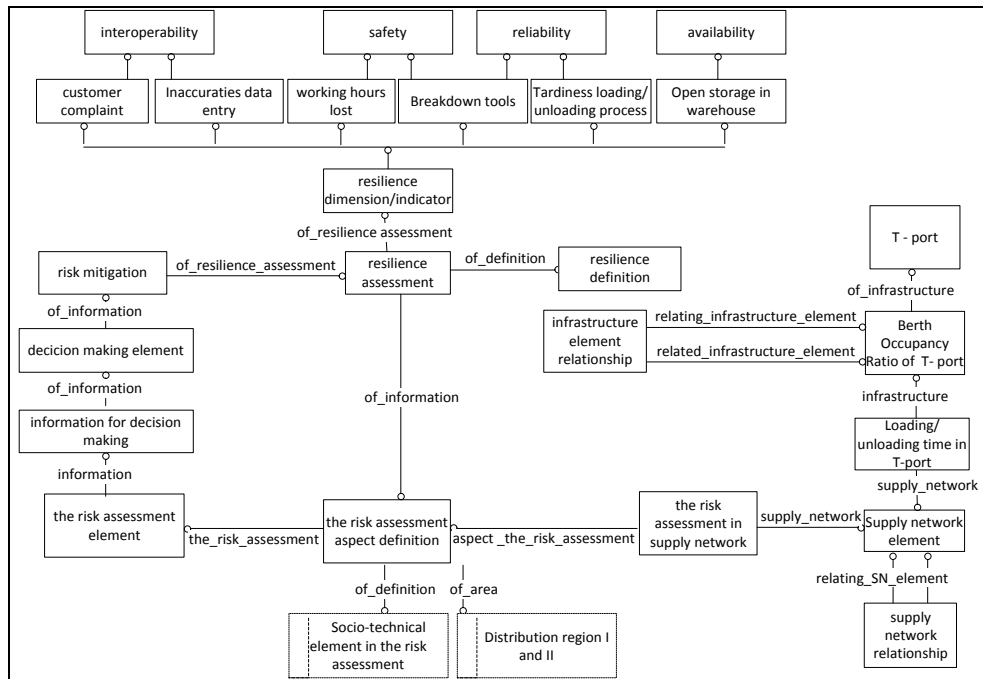 interoperability
safety
reliability
availability
customer
complaint
Inaccuraties data
entry
working hours
lost
Breakdown tools
Tardiness loading/
unloading process
Open storage in
warehouse
resilience
dimension/indicator
of_resilience assessment
T - port
risk mitigation
of_resilience_assessment
resilience
assessment
of_definition
resilience
definition
of_infrastructure
of_information
infrastructure
element
relationship
relating_infrastructure_element
related_infrastructure_element
Berth
Occupancy
Ratio of T- port
decicion making element
of_information
of_information
infrastructure
information for decision
making
Loading/
unloading time in
T-port
information
supply_network
the risk assessment
element
the_risk_assessment
the risk assessment
aspect definition
aspect _the_risk_assessment
the risk
assessment in
supply network
supply_network
Supply network
element
of_definition
of_area
relating_SN_element
Socio-technical
element in the risk
assessment
Distribution region I
and II
supply
network
relationship